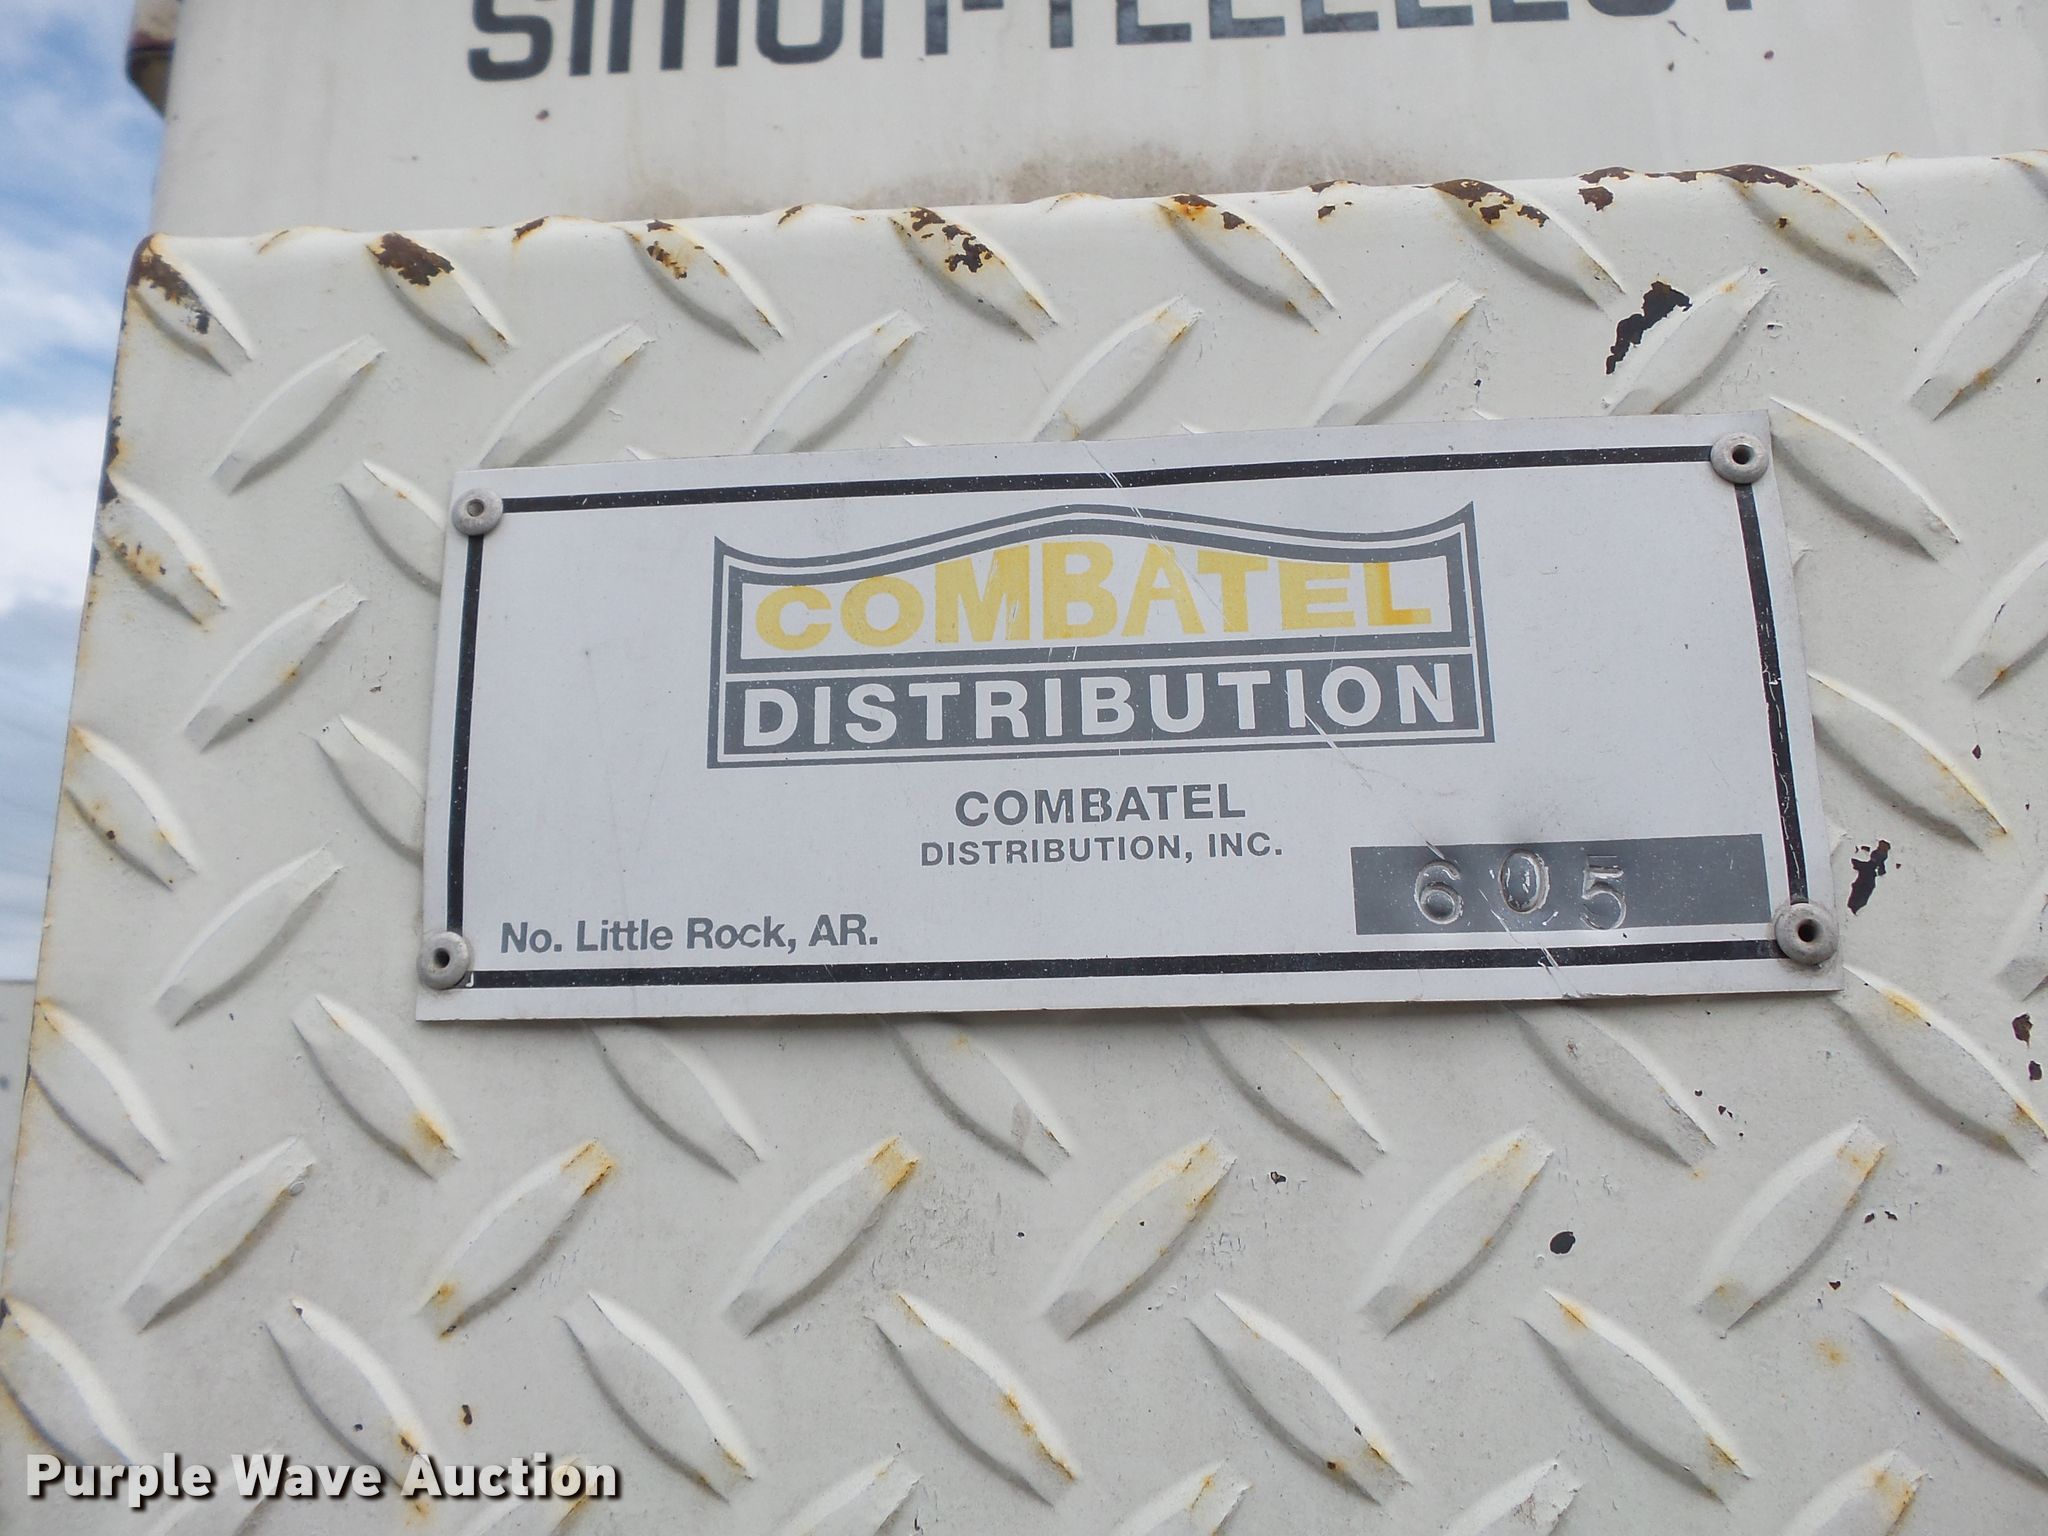 COMBATEL
DISTRIBUTION
COMBATEL
DISTRIBUTION, INC.
605
No. Little Rock, AR.
Purple Wave Auction